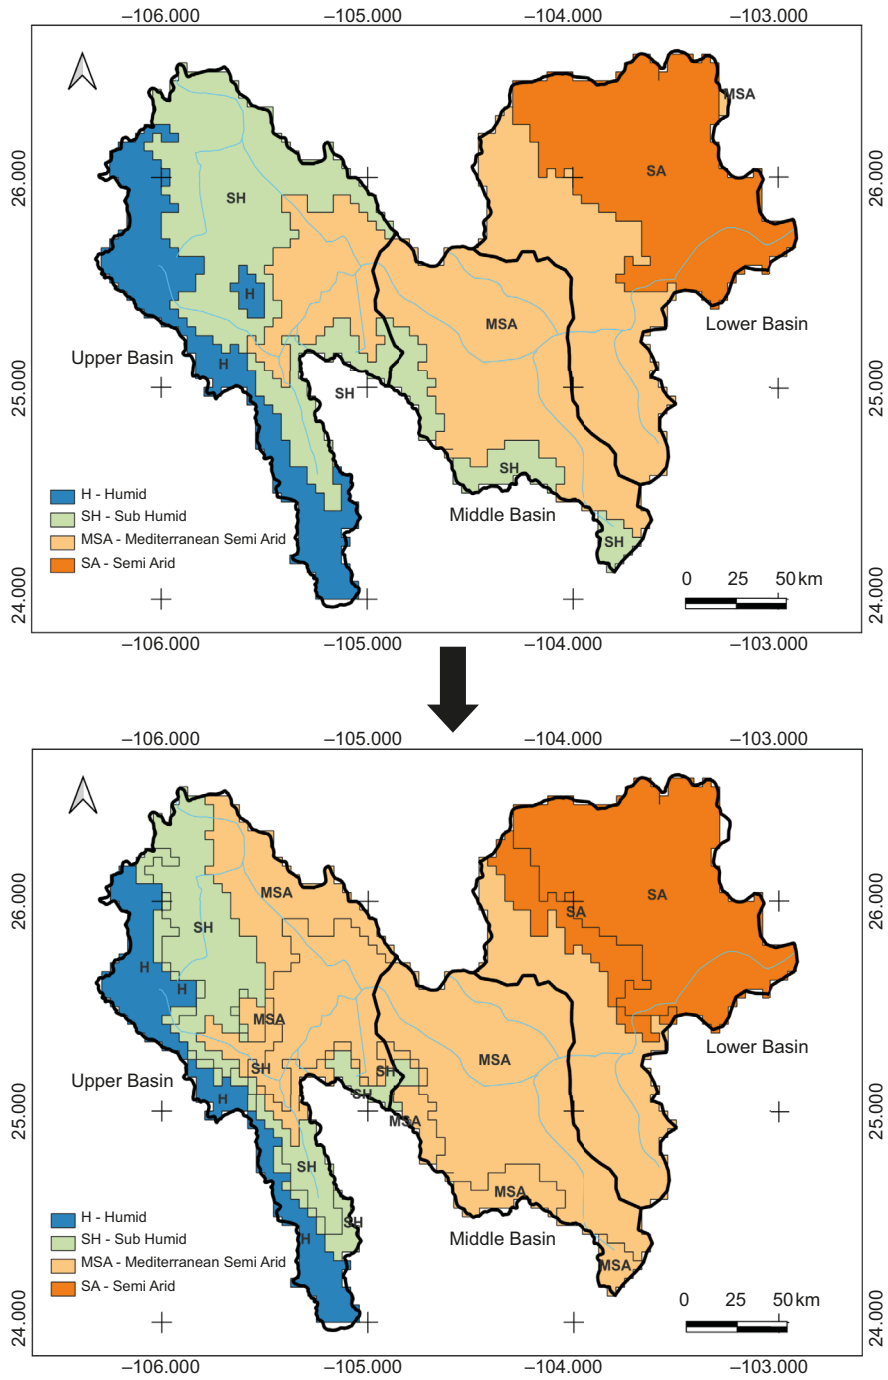 −106.000 −105.000 −104.000 −103.000
MSA
26.000 26.000
SA
SH
H
MSA
Lower Basin
Upper Basin
H
25.000 25.000
SH
SH
H - Humid
SH - Sub Humid
Middle Basin
MSA - Mediterranean Semi Arid
SH
SA - Semi Arid
0 25 50 km
24.000 24.000
−106.000 −105.000 −104.000 −103.000
−106.000 −105.000 −104.000 −103.000
MSA
SA
26.000 26.000
SA
SH
H
H
MSA
Lower Basin
MSA
SH
SH
Upper Basin
SH
H
25.000 25.000
MSA
SH
MSA
H - Humid
SH
SH - Sub Humid
H
Middle Basin
MSA - Mediterranean Semi Arid
MSA
SA - Semi Arid
0 25 50 km
24.000 24.000
−106.000 −105.000 −104.000 −103.000